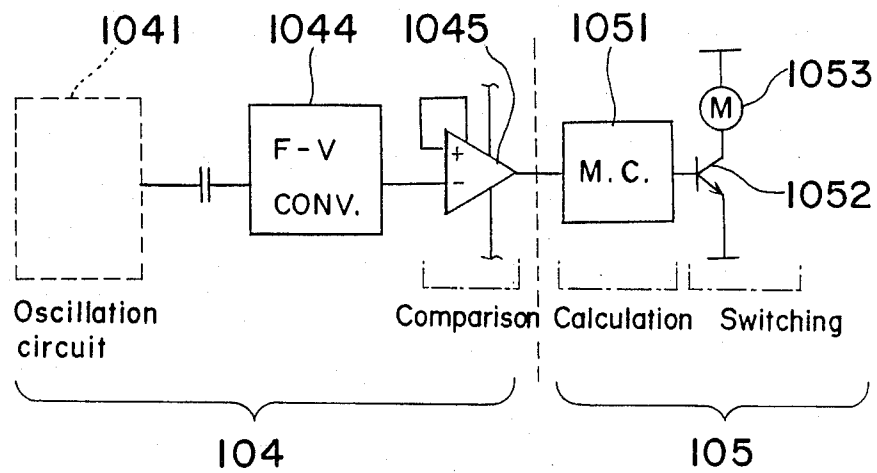 1041
1044
1045
1051
1053
F-V
CONV.
+
-
M.C.
M
1052
Oscillation
circuit
Comparison
Calculation
Switching
104
105